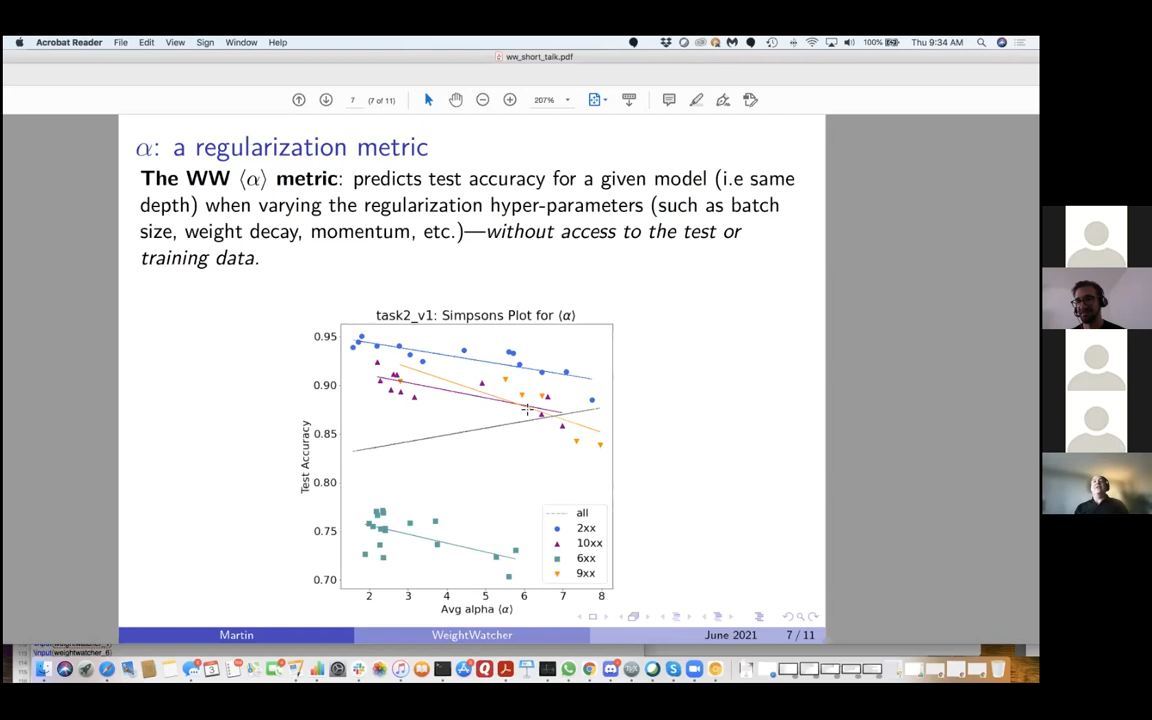 Acrobat Reader File Edit View Sign Window Help 100% Thu 9:34 AM
ww_short_talk.pdf
7 (7 of 11) 207%
α: a regularization metric
The WW ⟨α⟩ metric: predicts test accuracy for a given model (i.e same
depth) when varying the regularization hyper-parameters (such as batch
size, weight decay, momentum, etc.)—without access to the test or
training data.
task2_v1: Simpsons Plot for ⟨α⟩
0.95
0.90
0.85
0.80
0.75
0.70
Test Accuracy
all
2xx
10xx
6xx
9xx
2 3 4 5 6 7 8
Avg alpha ⟨α⟩
Martin WeightWatcher June 2021 7 / 11
\input{weightwatcher_6}